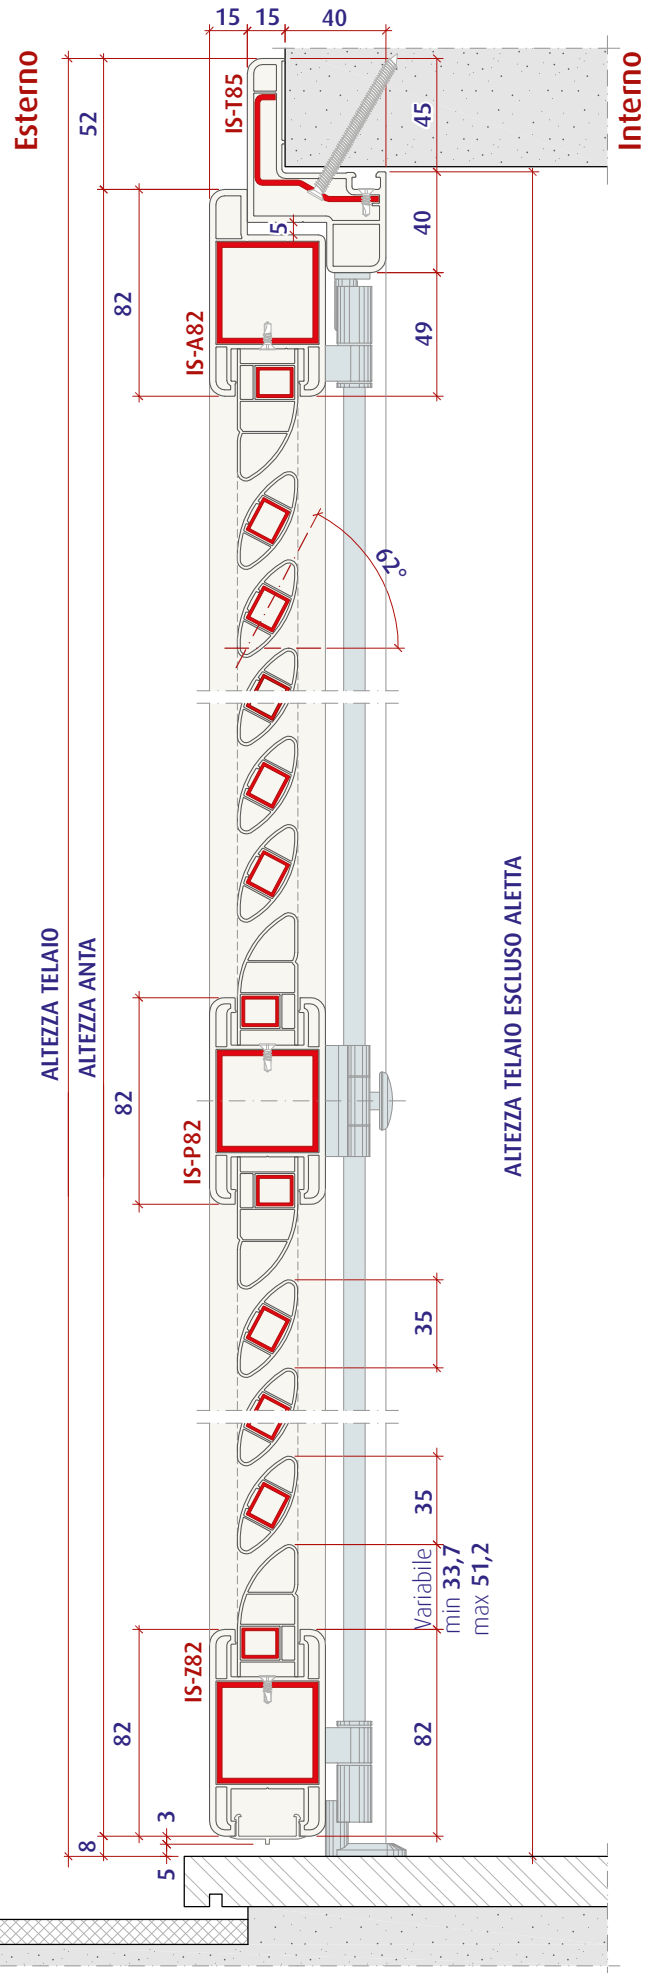 15 15 40
Esterno
Interno
52
IS-T85
45
5
40
82
IS-A82
49
62°
ALTEZZA TELAIO
ALTEZZA ANTA
ALTEZZA TELAIO ESCLUSO ALETTA
82
IS-P82
35
35
Variabile
min 33,7
max 51,2
IS-Z82
82
82
3
8
5